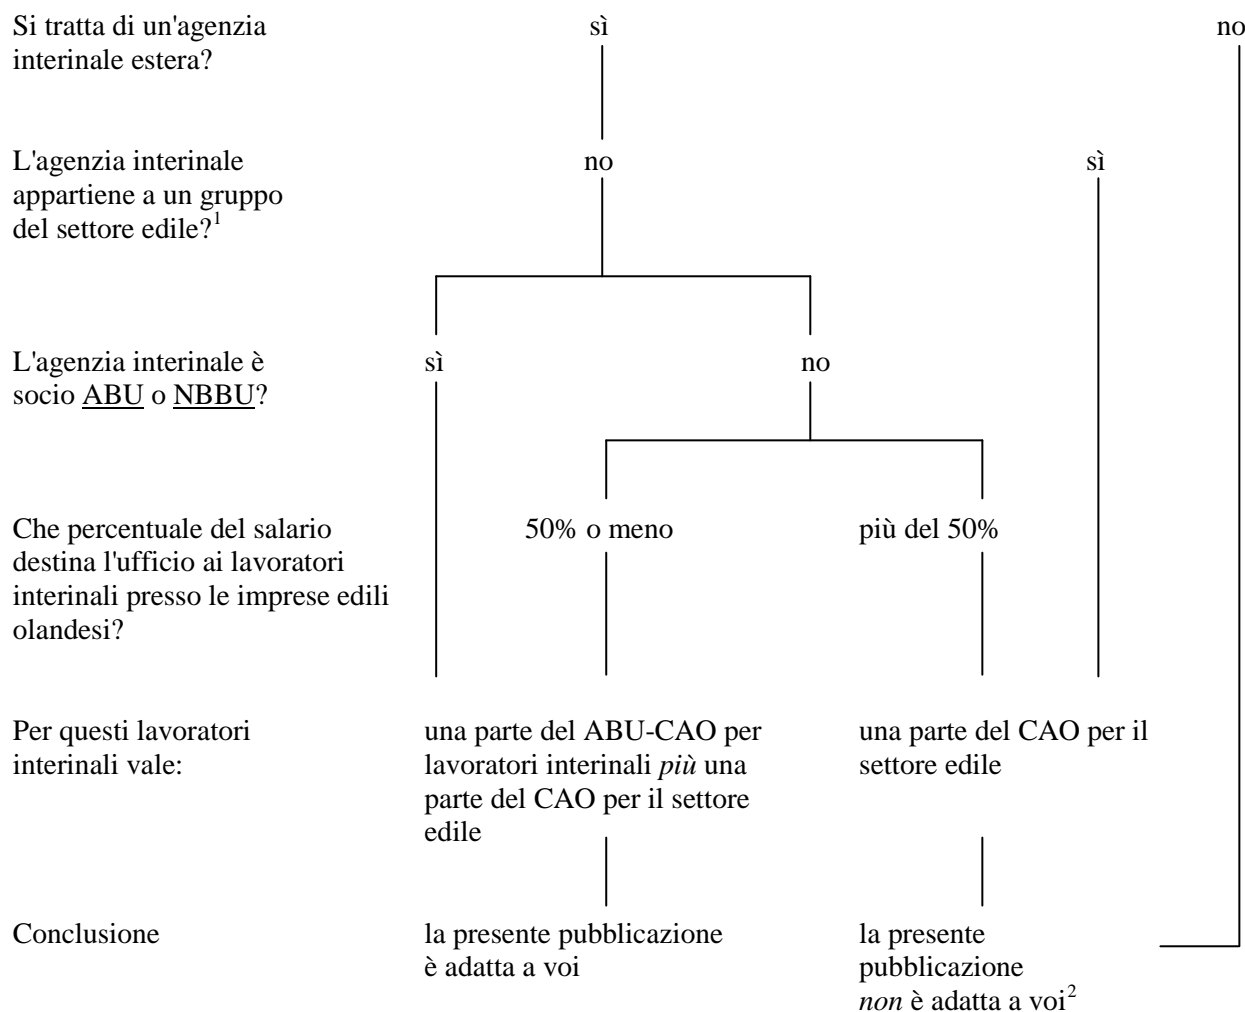 Si tratta di un'agenzia
interinale estera?
sì
no
L'agenzia interinale
appartiene a un gruppo
del settore edile?1
no
sì
L'agenzia interinale è
socio ABU o NBBU?
sì
no
Che percentuale del salario
destina l'ufficio ai lavoratori
interinali presso le imprese edili
olandesi?
50% o meno
più del 50%
Per questi lavoratori
interinali vale:
una parte del ABU-CAO per
lavoratori interinali più una
parte del CAO per il settore
edile
una parte del CAO per il
settore edile
Conclusione
la presente pubblicazione
è adatta a voi
la presente
pubblicazione
non è adatta a voi2